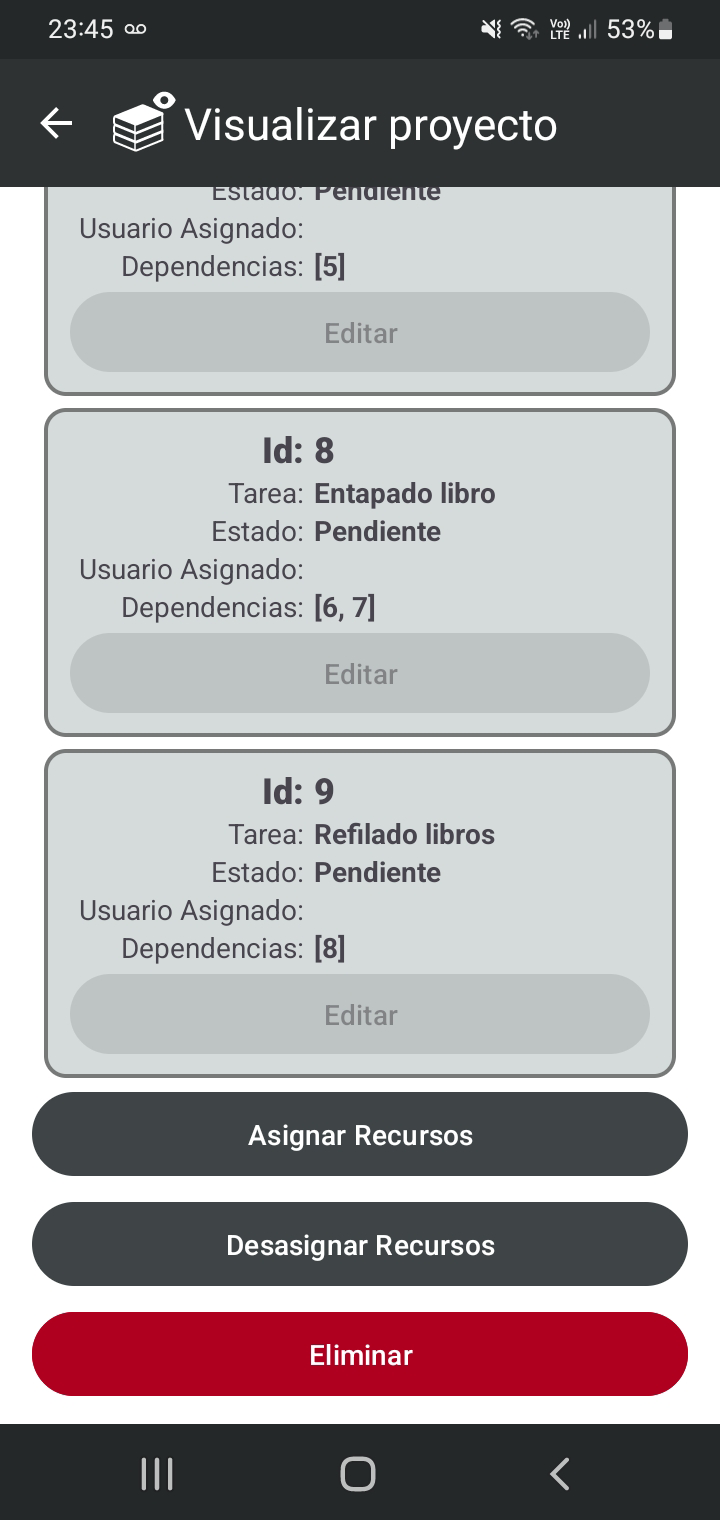 23:45
Vo)) LTE 53%
Visualizar proyecto
Estado: Pendiente
Usuario Asignado:
Dependencias: [5]
Editar
Id: 8
Tarea: Entapado libro
Estado: Pendiente
Usuario Asignado:
Dependencias: [6, 7]
Editar
Id: 9
Tarea: Refilado libros
Estado: Pendiente
Usuario Asignado:
Dependencias: [8]
Editar
Asignar Recursos
Desasignar Recursos
Eliminar